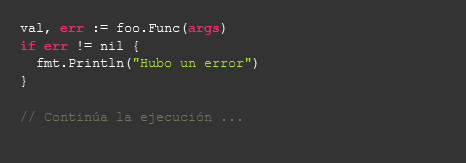 val, err := foo.Func(args)
if err != nil {
  fmt.Println("Hubo un error")
}

// Continúa la ejecución ...